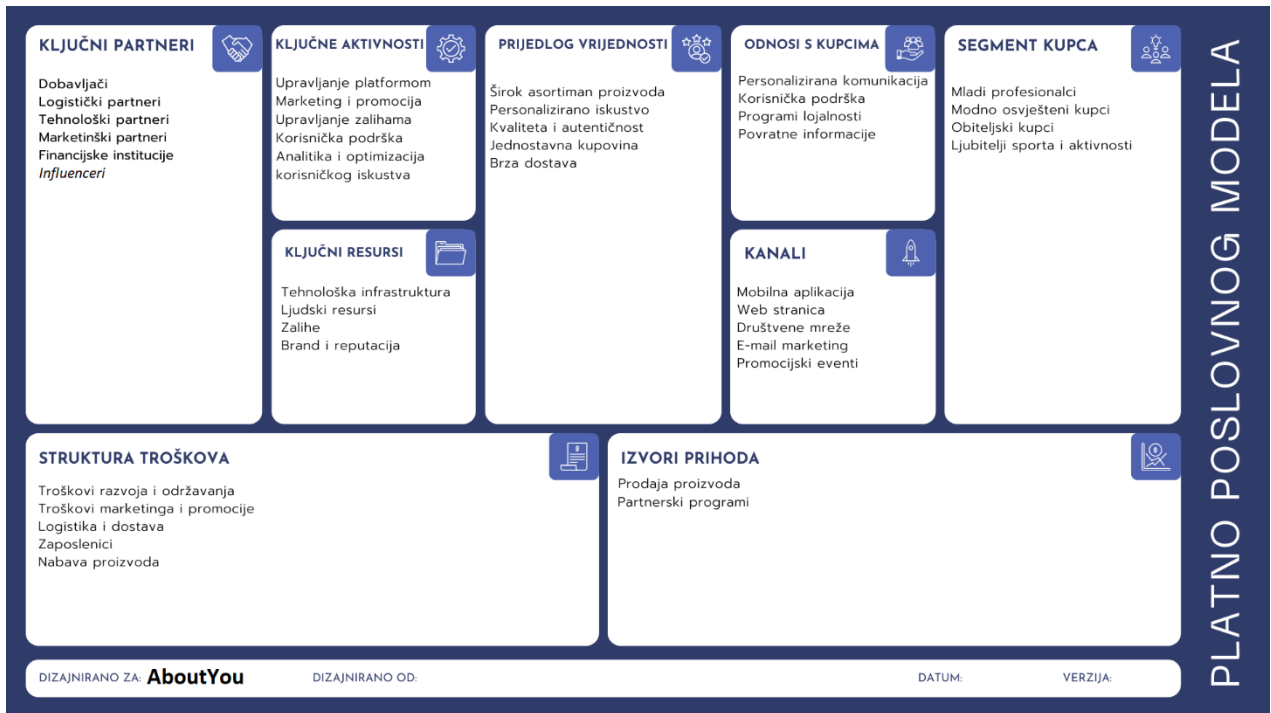 KLJUČNI PARTNERI
Dobavljači
Logistički partneri
Tehnološki partneri
Marketinški partneri
Financijske institucije
Influenceri
KLJUČNE AKTIVNOSTI
Upravljanje platformom
Marketing i promocija
Upravljanje zalihama
Korisnička podrška
Analitika i optimizacija
korisničkog iskustva
KLJUČNI RESURSI
Tehnološka infrastruktura
Ljudski resursi
Zalihe
Brand i reputacija
PRIJEDLOG VRIJEDNOSTI
Širok asortiman proizvoda
Personalizirano iskustvo
Kvaliteta i autentičnost
Jednostavna kupovina
Brza dostava
ODNOSI S KUPCIMA
Personalizirana komunikacija
Korisnička podrška
Programi lojalnosti
Povratne informacije
KANALI
Mobilna aplikacija
Web stranica
Društvene mreže
E-mail marketing
Promocijski eventi
SEGMENT KUPCA
Mladi profesionalci
Modno osvješteni kupci
Obiteljski kupci
Ljubitelji sporta i aktivnosti
STRUKTURA TROŠKOVA
Troškovi razvoja i održavanja
Troškovi marketinga i promocije
Logistika i dostava
Zaposlenici
Nabava proizvoda
IZVORI PRIHODA
Prodaja proizvoda
Partnerski programi
DIZAJNIRANO ZA: AboutYou
DIZAJNIRANO OD:
DATUM:
VERZIJA:
PLATNO POSLOVNOG MODELA